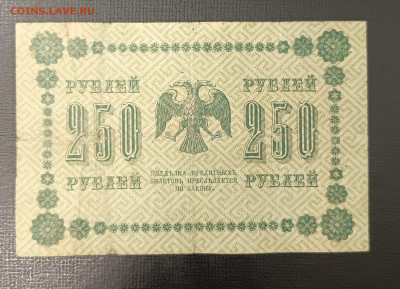 COINS.LAVE.RU
РУБЛЕЙ РУБЛЕЙ
250 250
ПОДДѢЛКА КРЕДИТНЫХЪ
БИЛЕТОВЪ ПРЕСЛѢДУЕТСЯ
ПО ЗАКОНУ.
РУБЛЕЙ РУБЛЕЙ